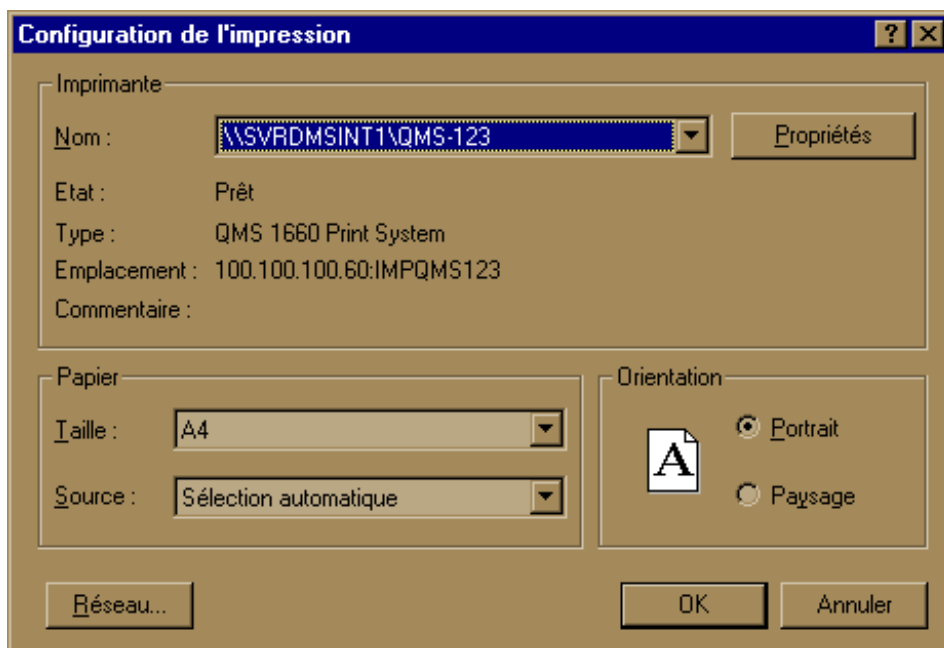 Configuration de l'impression
Imprimante
Nom : \\SVRDMSINT1\QMS-123 Propriétés
Etat : Prêt
Type : QMS 1660 Print System
Emplacement : 100.100.100.60:IMPQMS123
Commentaire :
Papier
Taille : A4
Source : Sélection automatique
Orientation
A
Portrait
Paysage
Réseau... OK Annuler